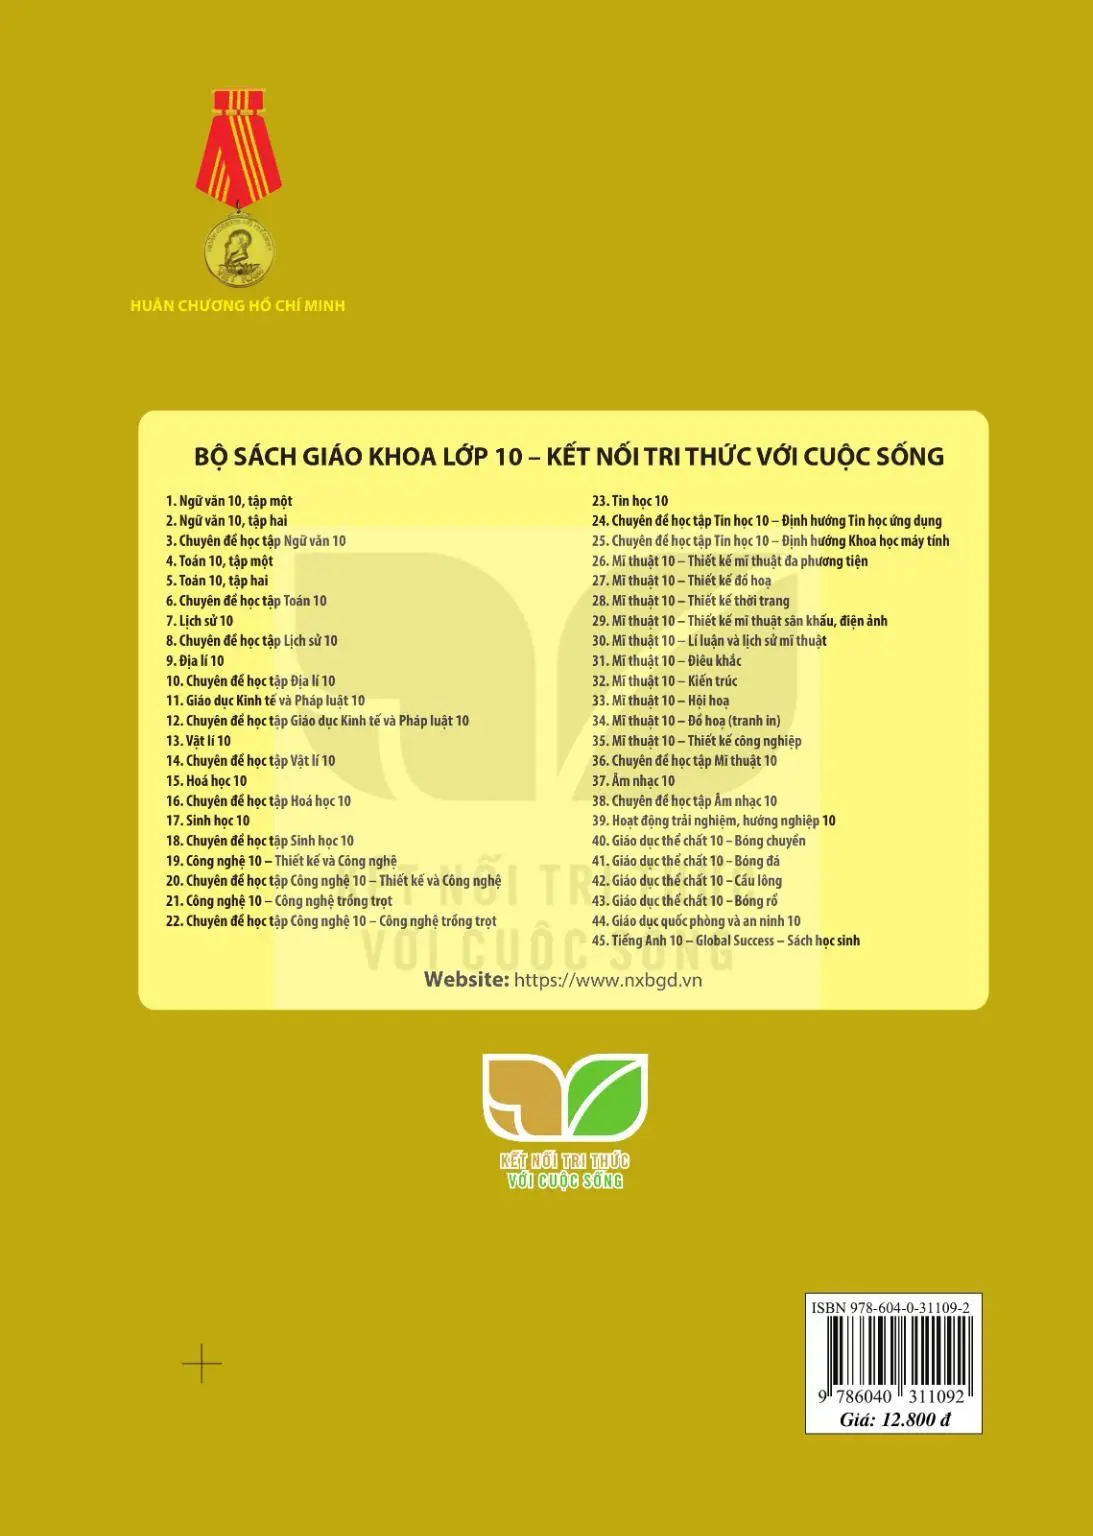 HUÂN CHƯƠNG HỒ CHÍ MINH
BỘ SÁCH GIÁO KHOA LỚP 10 – KẾT NỐI TRI THỨC VỚI CUỘC SỐNG
1. Ngữ văn 10, tập một
2. Ngữ văn 10, tập hai
3. Chuyên đề học tập Ngữ văn 10
4. Toán 10, tập một
5. Toán 10, tập hai
6. Chuyên đề học tập Toán 10
7. Lịch sử 10
8. Chuyên đề học tập Lịch sử 10
9. Địa lí 10
10. Chuyên đề học tập Địa lí 10
11. Giáo dục Kinh tế và Pháp luật 10
12. Chuyên đề học tập Giáo dục Kinh tế và Pháp luật 10
13. Vật lí 10
14. Chuyên đề học tập Vật lí 10
15. Hoá học 10
16. Chuyên đề học tập Hoá học 10
17. Sinh học 10
18. Chuyên đề học tập Sinh học 10
19. Công nghệ 10 – Thiết kế và Công nghệ
20. Chuyên đề học tập Công nghệ 10 – Thiết kế và Công nghệ
21. Công nghệ 10 – Công nghệ trồng trọt
22. Chuyên đề học tập Công nghệ 10 – Công nghệ trồng trọt
23. Tin học 10
24. Chuyên đề học tập Tin học 10 – Định hướng Tin học ứng dụng
25. Chuyên đề học tập Tin học 10 – Định hướng Khoa học máy tính
26. Mĩ thuật 10 – Thiết kế mĩ thuật đa phương tiện
27. Mĩ thuật 10 – Thiết kế đồ hoạ
28. Mĩ thuật 10 – Thiết kế thời trang
29. Mĩ thuật 10 – Thiết kế mĩ thuật sân khấu, điện ảnh
30. Mĩ thuật 10 – Lí luận và lịch sử mĩ thuật
31. Mĩ thuật 10 – Điêu khắc
32. Mĩ thuật 10 – Kiến trúc
33. Mĩ thuật 10 – Hội hoạ
34. Mĩ thuật 10 – Đồ hoạ (tranh in)
35. Mĩ thuật 10 – Thiết kế công nghiệp
36. Chuyên đề học tập Mĩ thuật 10
37. Âm nhạc 10
38. Chuyên đề học tập Âm nhạc 10
39. Hoạt động trải nghiệm, hướng nghiệp 10
40. Giáo dục thể chất 10 – Bóng chuyền
41. Giáo dục thể chất 10 – Bóng đá
42. Giáo dục thể chất 10 – Cầu lông
43. Giáo dục thể chất 10 – Bóng rổ
44. Giáo dục quốc phòng và an ninh 10
45. Tiếng Anh 10 – Global Success – Sách học sinh
KẾT NỐI TRI THỨC
VỚI CUỘC SỐNG
Website: https://www.nxbgd.vn
KẾT NỐI TRI THỨC
VỚI CUỘC SỐNG
ISBN 978-604-0-31109-2
9 786040 311092
Giá: 12.800 đ